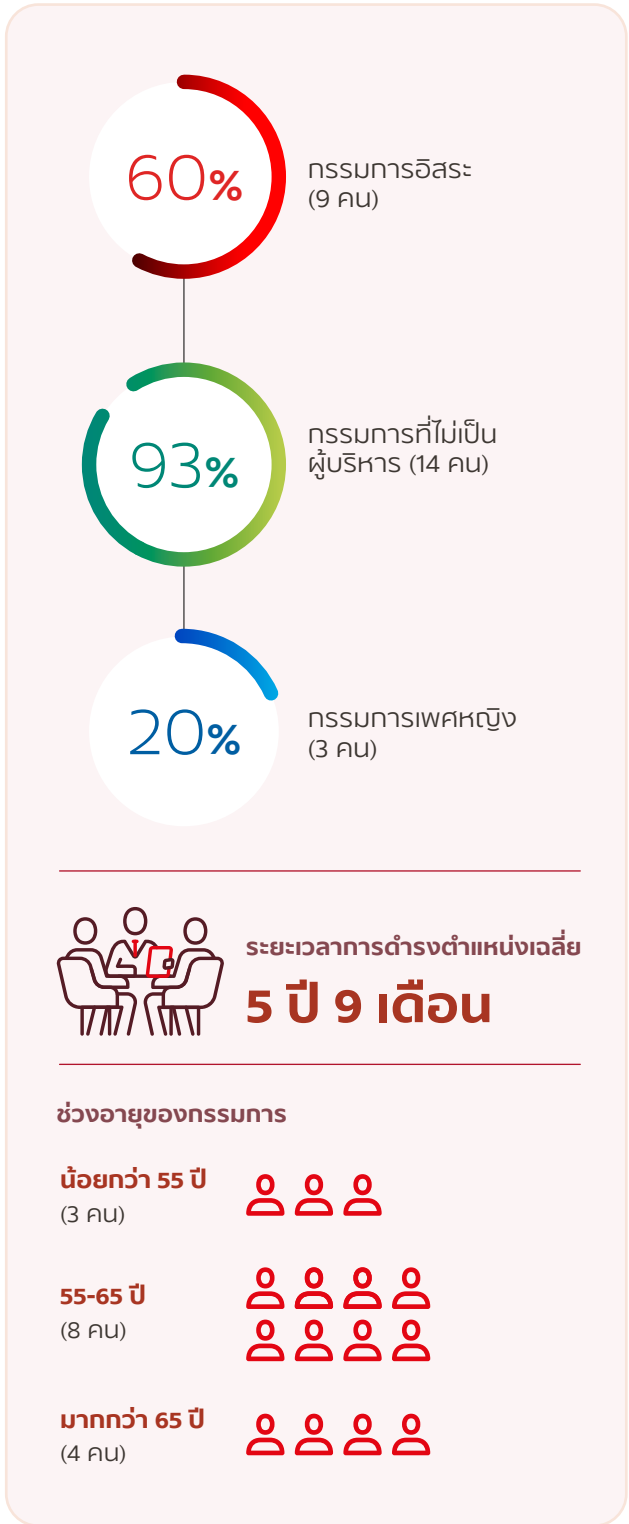 60%
กรรมการอิสระ
(9 คน)
93%
กรรมการที่ไม่เป็น
ผู้บริหาร (14 คน)
20%
กรรมการเพศหญิง
(3 คน)
ระยะเวลาการดำรงตำแหน่งเฉลี่ย
5 ปี 9 เดือน
ช่วงอายุของกรรมการ
น้อยกว่า 55 ปี
(3 คน)
55-65 ปี
(8 คน)
มากกว่า 65 ปี
(4 คน)